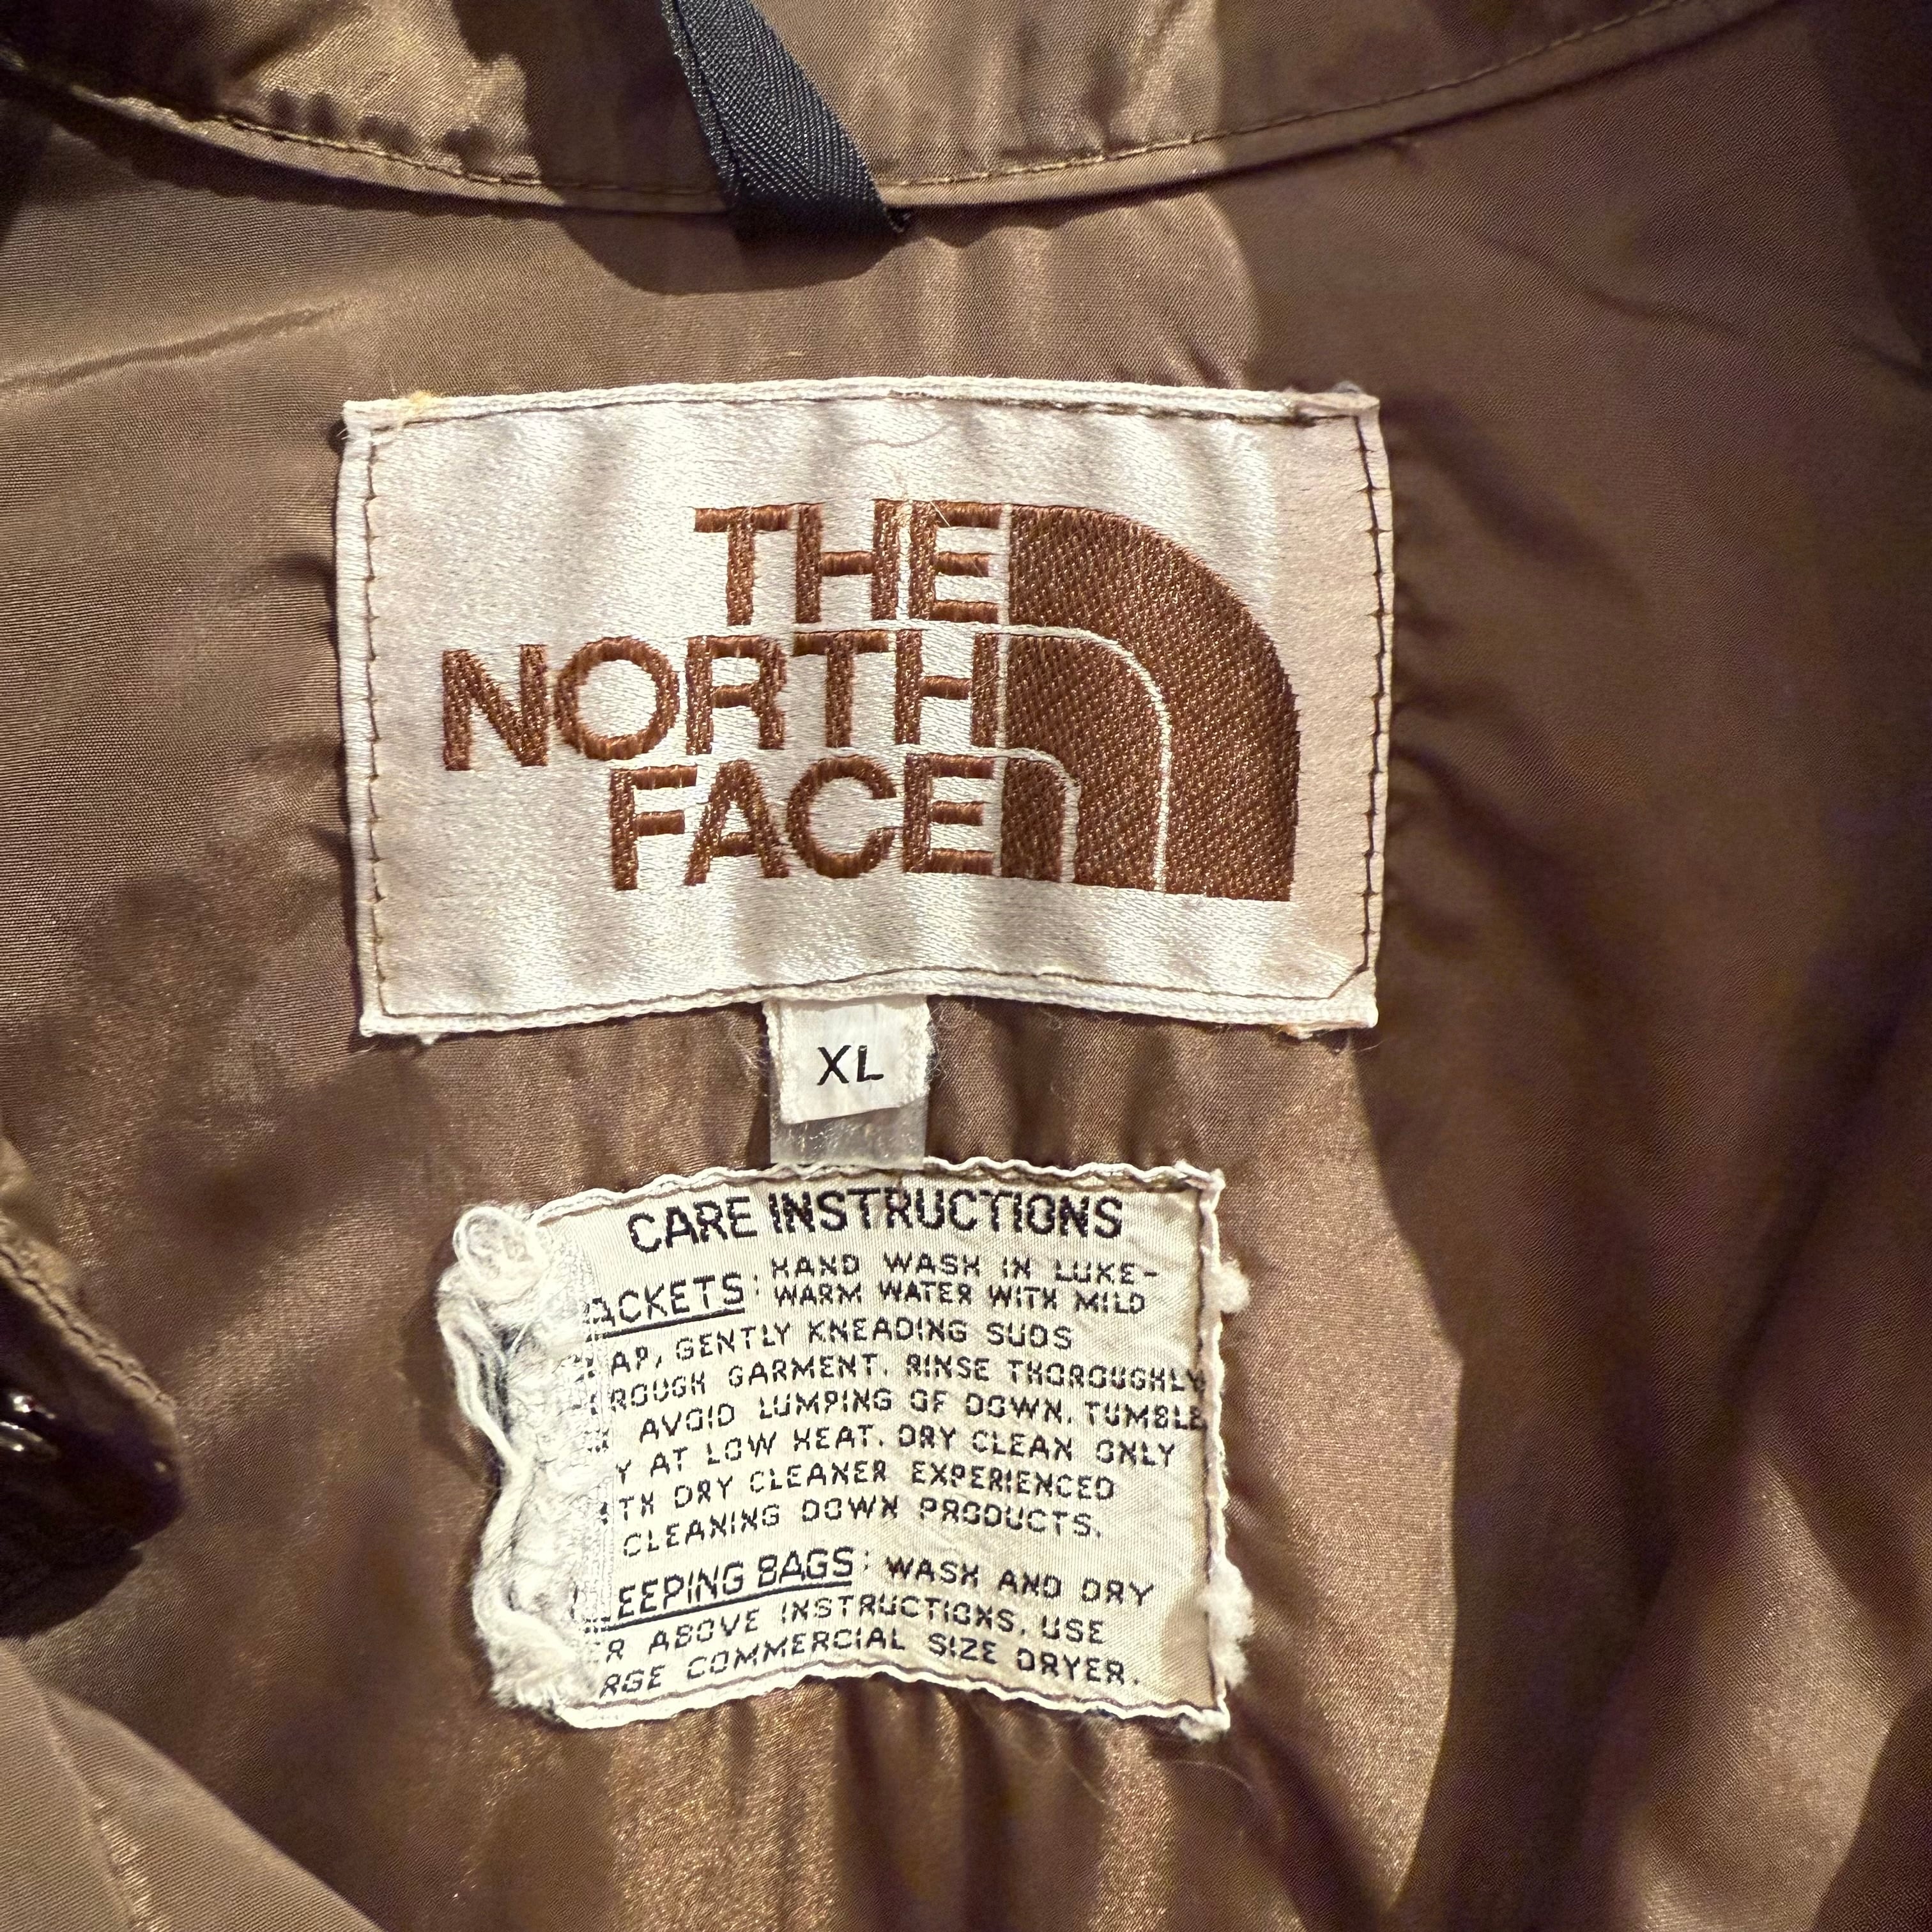 THE
NORTH
FACE
XL
CARE INSTRUCTIONS
ACKETS: HAND WASH IN LUKE-
WARM WATER WITH MILD
AP, GENTLY KNEADING SUDS
ROUGH GARMENT. RINSE THOROUGHLY
AVOID LUMPING OF DOWN. TUMBLE
Y AT LOW HEAT. DRY CLEAN ONLY
TH DRY CLEANER EXPERIENCED
CLEANING DOWN PRODUCTS.
EEPING BAGS: WASH AND DRY
ER ABOVE INSTRUCTIONS. USE
RGE COMMERCIAL SIZE DRYER.